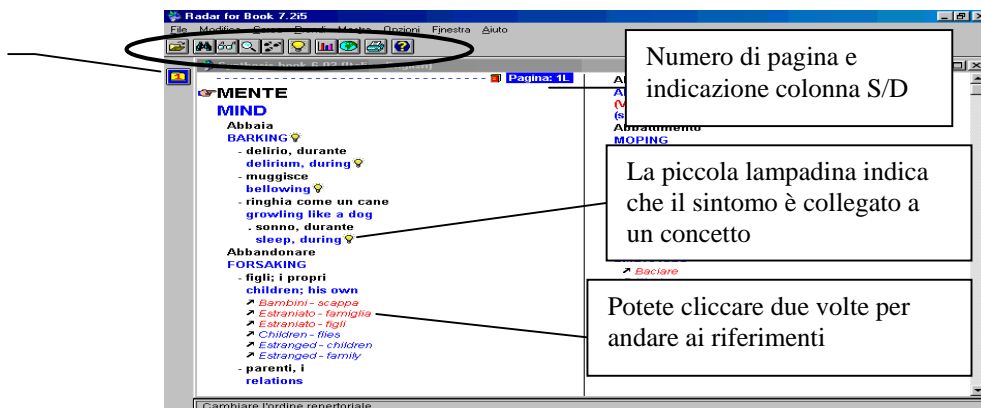 Radar for Book 7.2i5
File Modifica Opzioni Finestra Aiuto
Pagina: 1L
MENTE
MIND
Abbaia
BARKING
- delirio, durante
delirium, during
- muggisce
bellowing
- ringhia come un cane
growling like a dog
. sonno, durante
sleep, during
Abbandonare
FORSAKING
- figli; i propri
children; his own
Bambini - scappa
Estraniato - famiglia
Estraniato - figli
Children - flies
Estranged - children
Estranged - family
- parenti, i
relations
Abbattimento
MOPING
Baciare
Numero di pagina e
indicazione colonna S/D
La piccola lampadina indica
che il sintomo è collegato a
un concetto
Potete cliccare due volte per
andare ai riferimenti
Cambiare l'ordine repertoriale